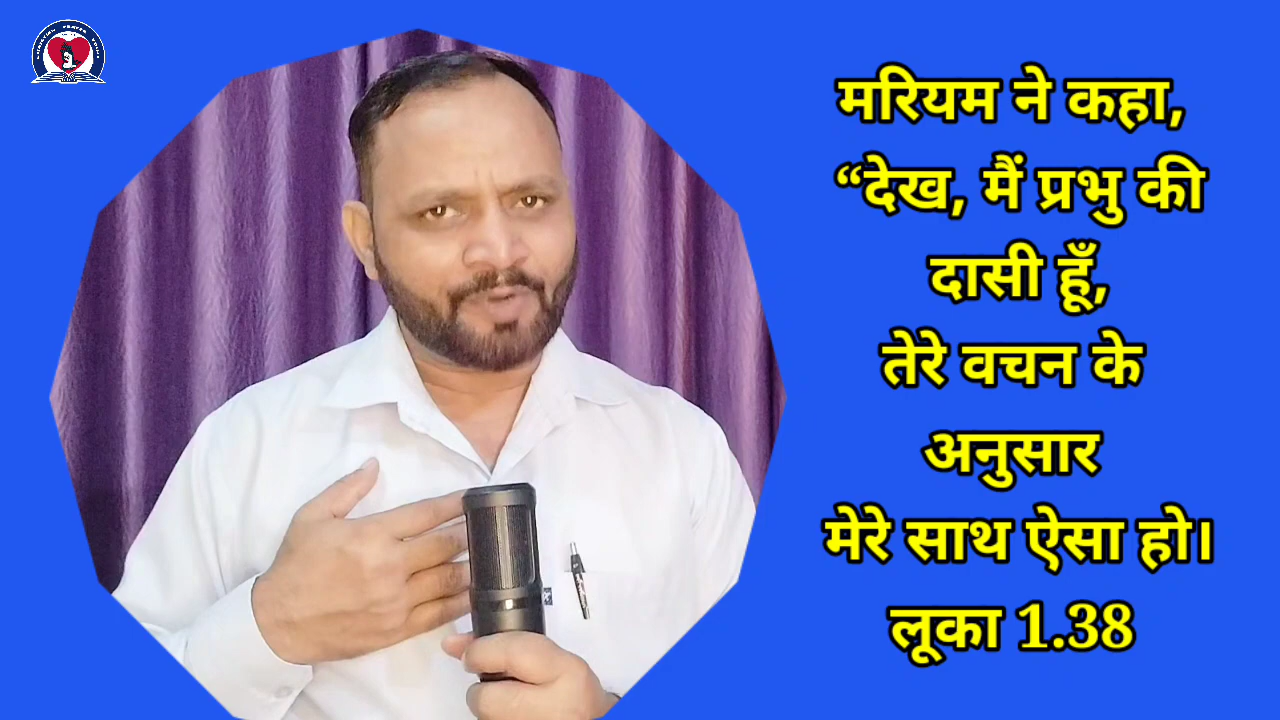 मरियम ने कहा,
“देख, मैं प्रभु की
दासी हूँ,
तेरे वचन के
अनुसार
मेरे साथ ऐसा हो।
लूका 1.38